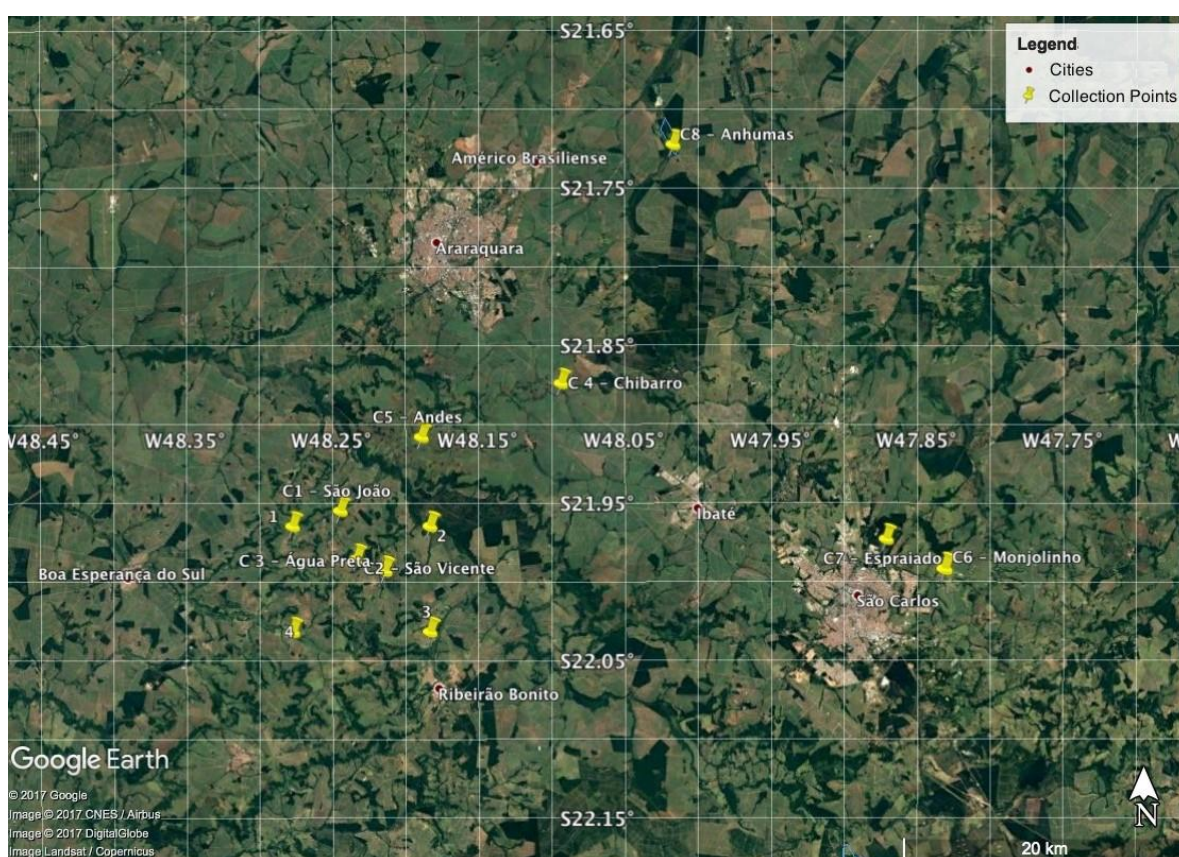 S21.65°
Legend
Cities
Collection Points
C8 - Anhumas
Américo Brasiliense
S21.75°
Araraquara
S21.85°
C 4 - Chibarro
C5 - Andes
W48.45°
W48.35°
W48.25°
W48.15°
W48.05°
W47.95°
W47.85°
W47.75°
C1 - São João
S21.95°
1
2
Ibaté
C 3 - Água Preta
C2 - São Vicente
C7 - Espraiado
C6 - Monjolinho
Boa Esperança do Sul
São Carlos
3
4
S22.05°
Ribeirão Bonito
Google Earth
© 2017 Google
Image © 2017 CNES / Airbus
Image © 2017 DigitalGlobe
Image Landsat / Copernicus
S22.15°
N
20 km